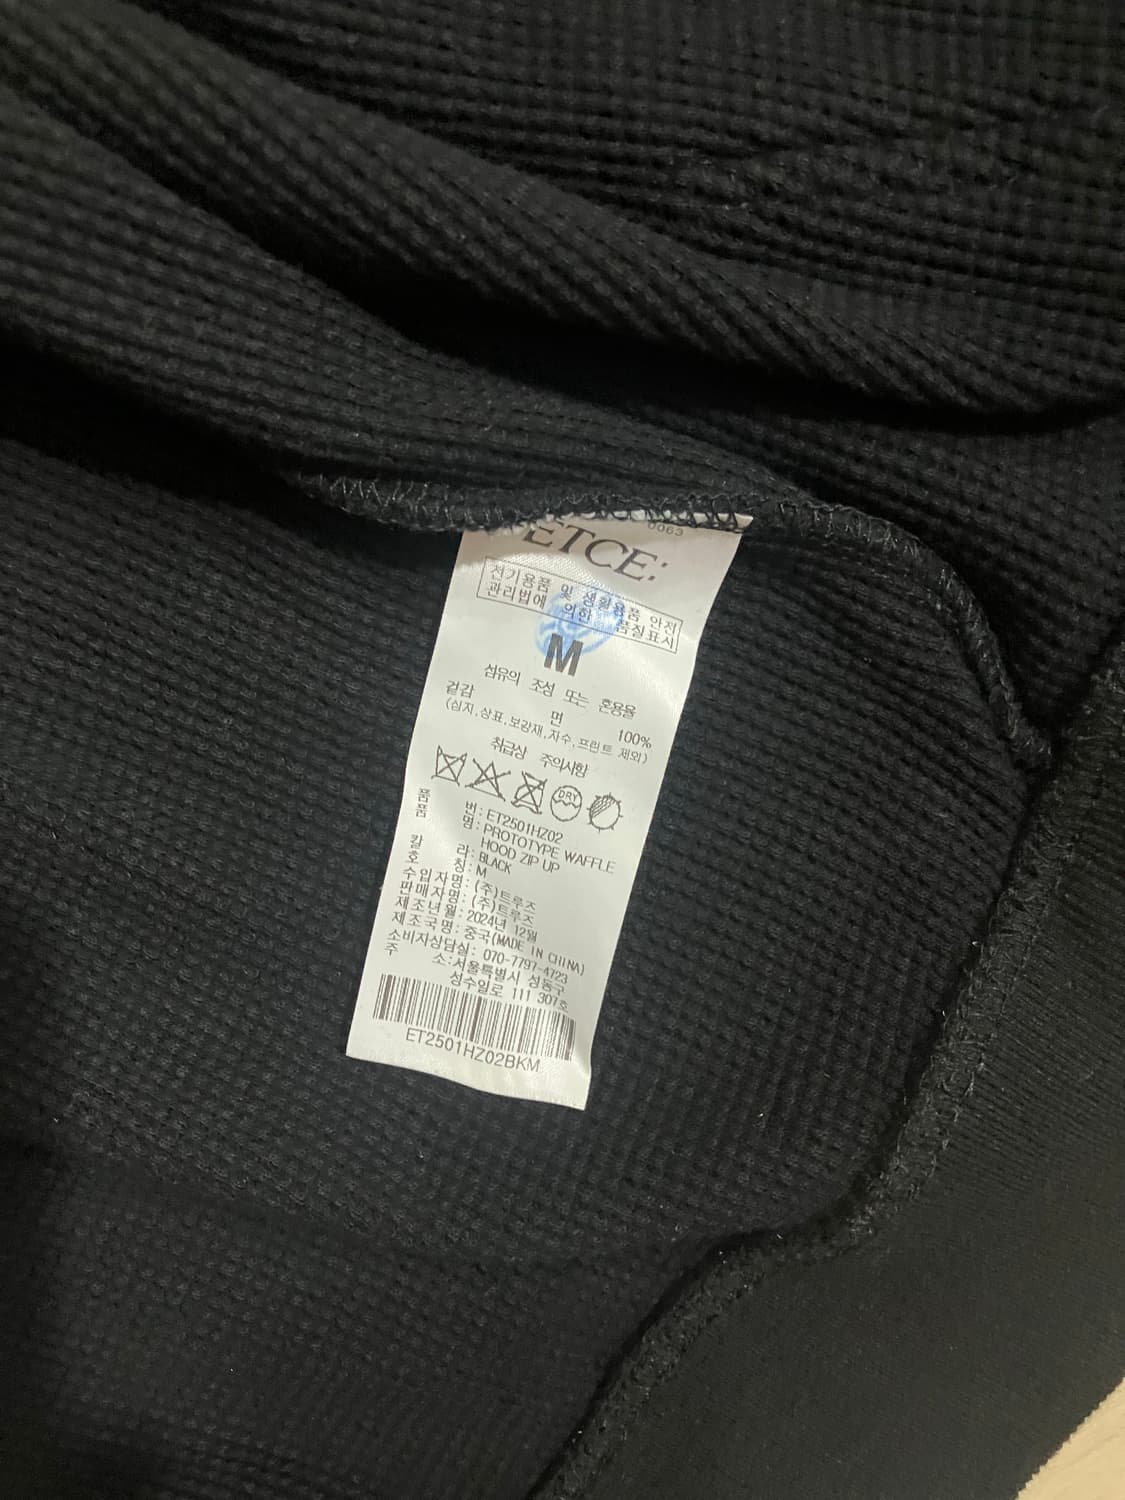 0063
ETCE:
전기용품 및 생활용품 안전
관리법에 의한 품질표시
M
섬유의 조성 또는 혼용율
겉감 면 100%
(심지,상표,보강재,자수,프린트 제외)
취급상 주의사항
DRY
품 번: ET2501HZ02
품 명: PROTOTYPE WAFFLE
HOOD ZIP UP
칼 라: BLACK
호 칭: M
수입자명: (주)트루즈
판매자명: (주)트루즈
제조년월: 2024년 12월
제조국명: 중국(MADE IN CHINA)
소비자상담실: 070-7797-4723
주 소:서울특별시 성동구
성수일로 111 307호
ET2501HZ02BKM